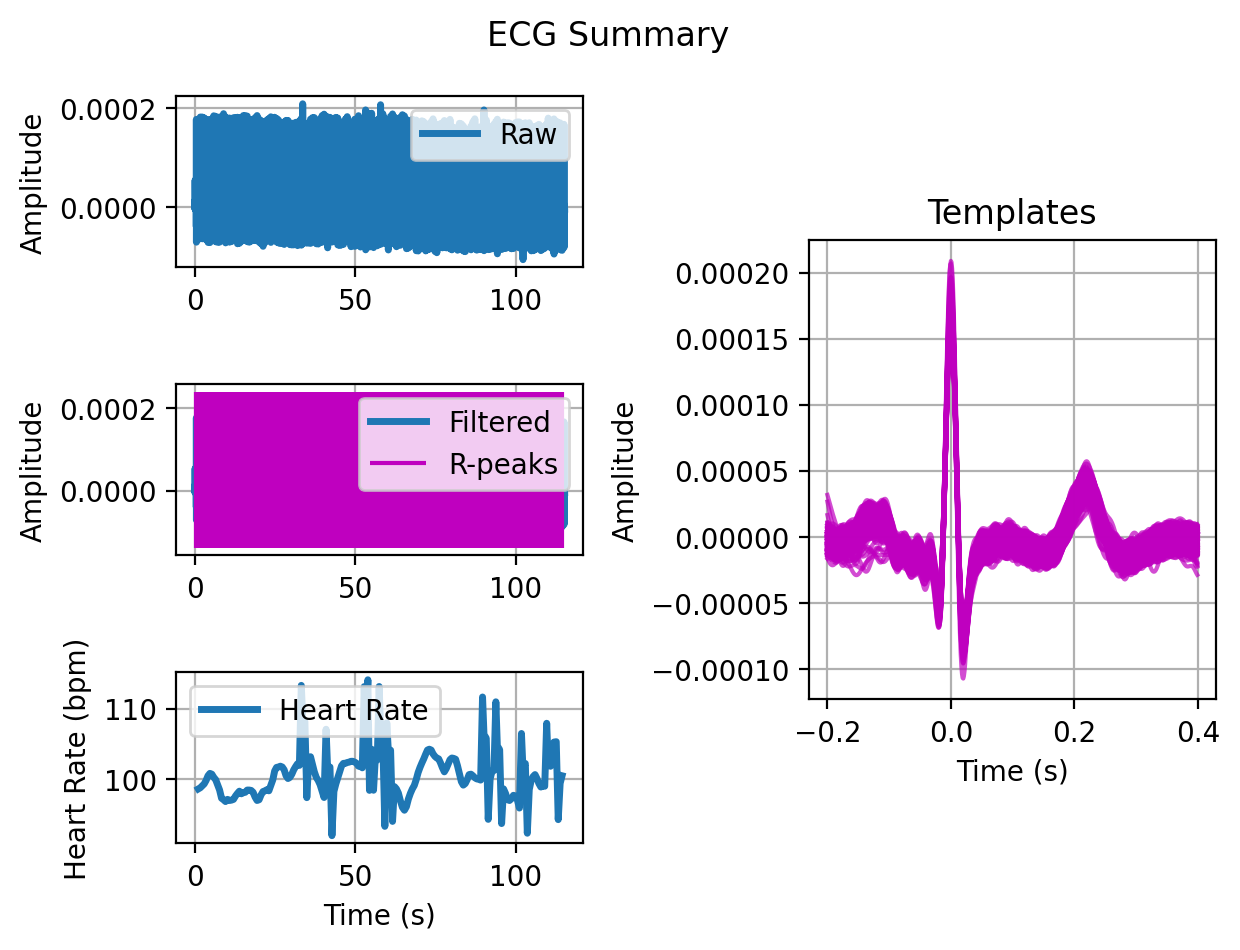 ECG Summary
Amplitude
0.0002
0.0000
Raw
0
50
100
Amplitude
0.0002
0.0000
Filtered
R-peaks
0
50
100
Heart Rate (bpm)
110
100
Heart Rate
0
50
100
Time (s)
Templates
Amplitude
0.00020
0.00015
0.00010
0.00005
0.00000
−0.00005
−0.00010
−0.2
0.0
0.2
0.4
Time (s)